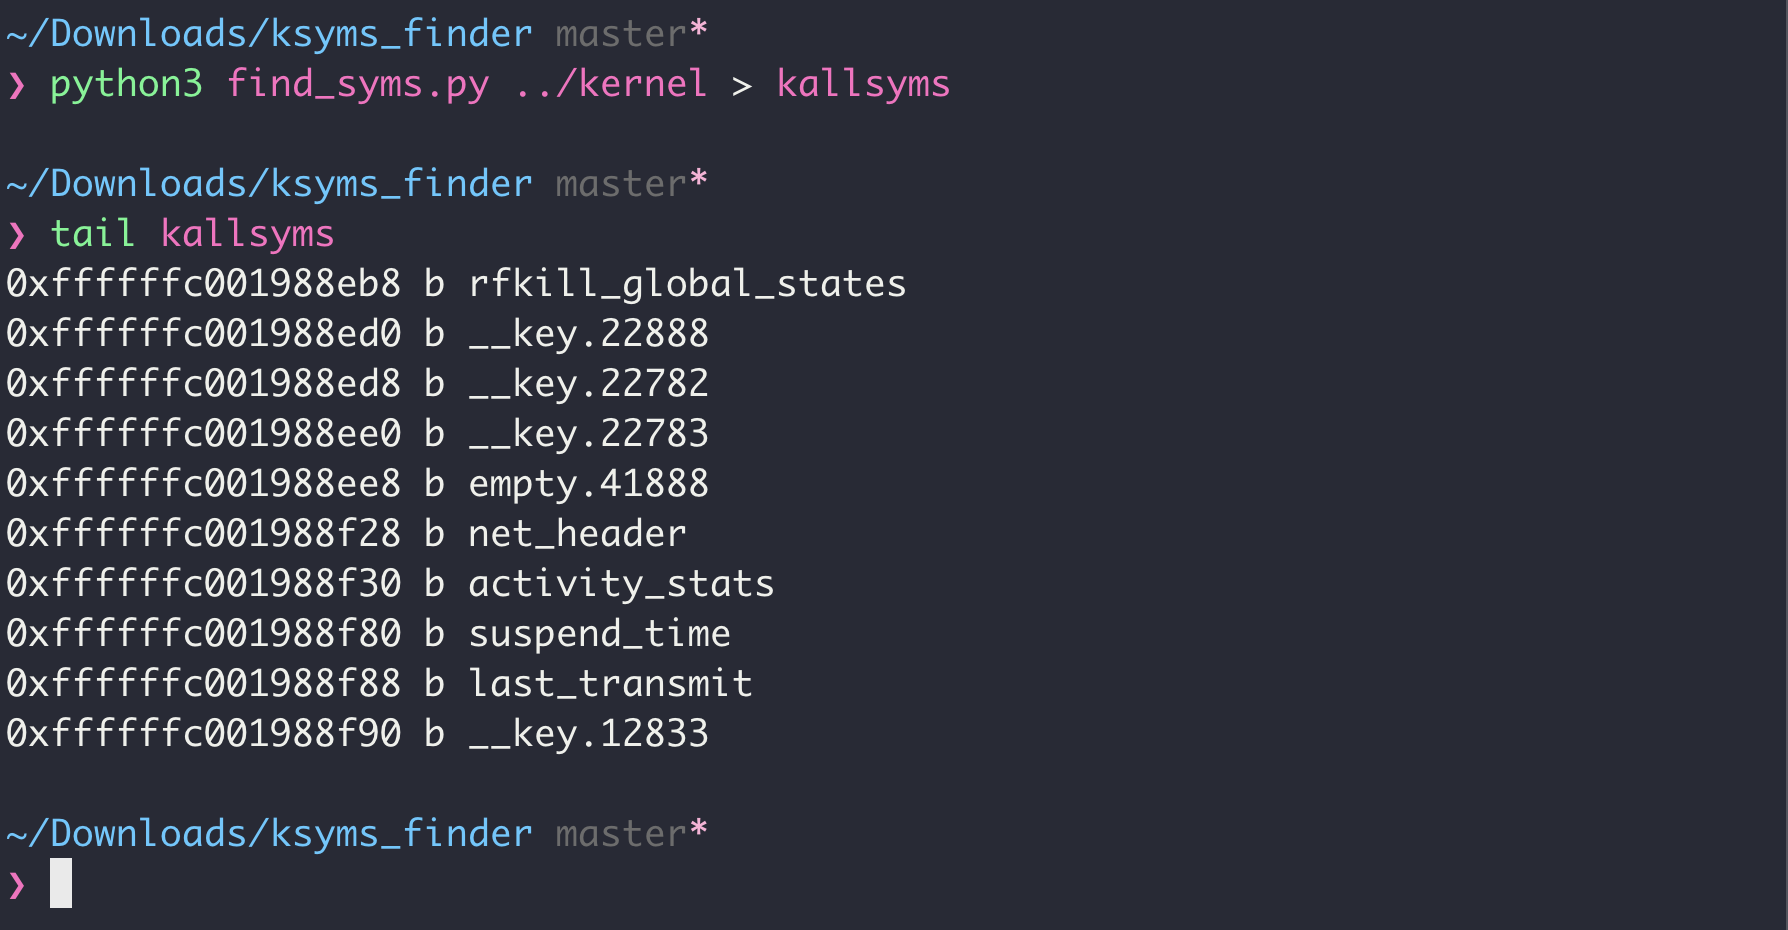 ~/Downloads/ksyms_finder master*
❯ python3 find_syms.py ../kernel > kallsyms
~/Downloads/ksyms_finder master*
❯ tail kallsyms
0xffffffc001988eb8 b rfkill_global_states
0xffffffc001988ed0 b __key.22888
0xffffffc001988ed8 b __key.22782
0xffffffc001988ee0 b __key.22783
0xffffffc001988ee8 b empty.41888
0xffffffc001988f28 b net_header
0xffffffc001988f30 b activity_stats
0xffffffc001988f80 b suspend_time
0xffffffc001988f88 b last_transmit
0xffffffc001988f90 b __key.12833
~/Downloads/ksyms_finder master*
❯